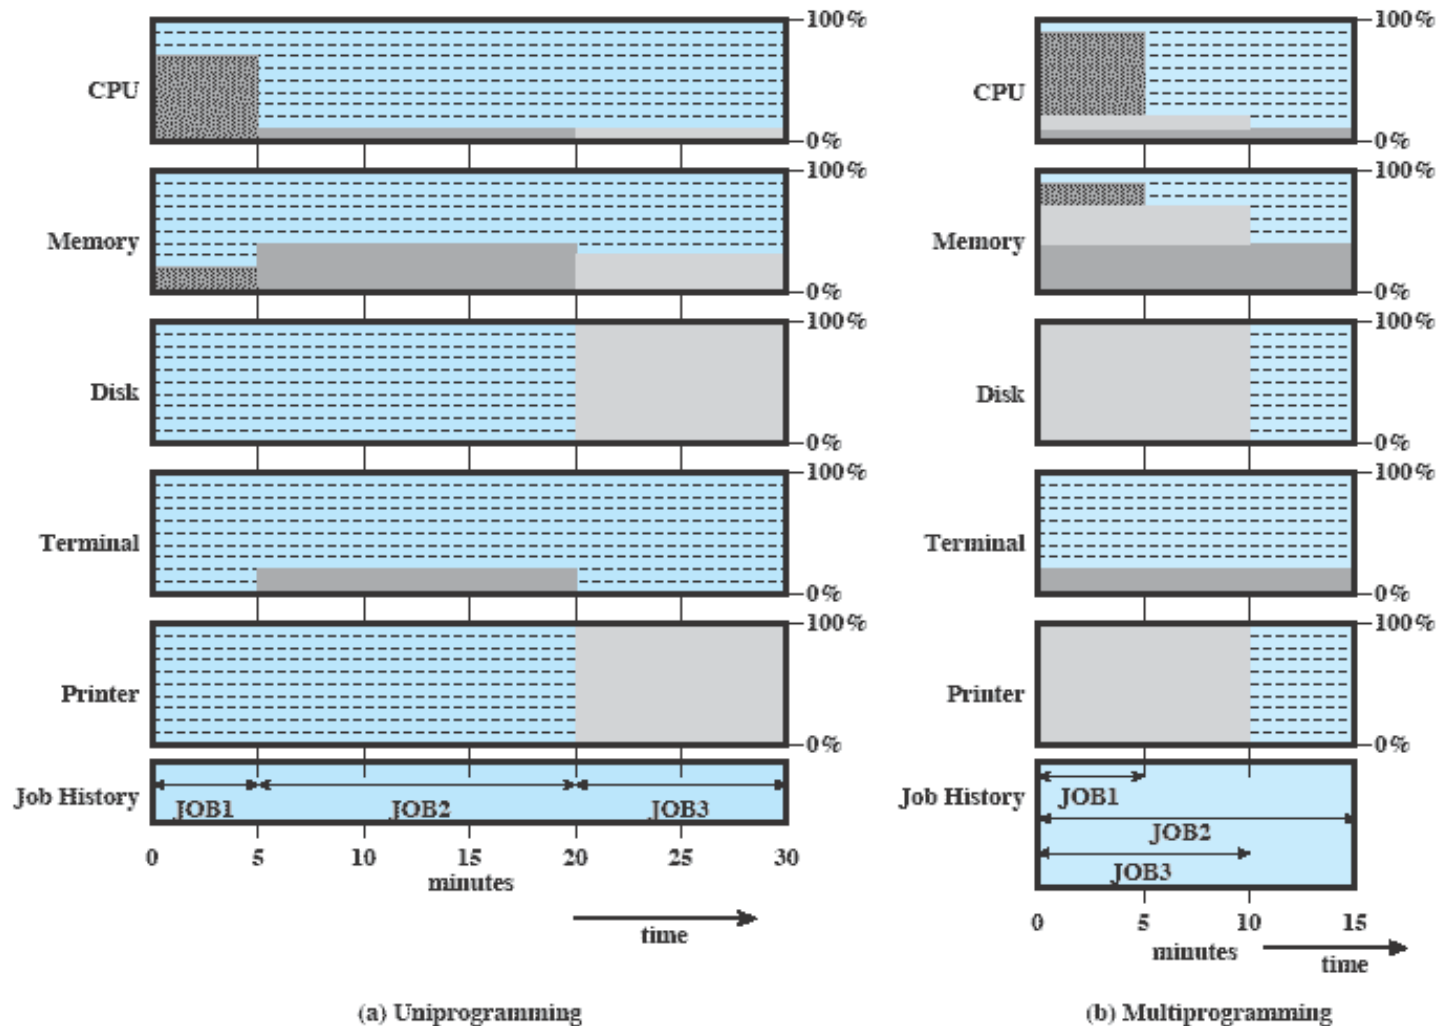 100%
CPU
0%
100%
Memory
0%
100%
Disk
0%
100%
Terminal
0%
100%
Printer
0%
Job History
JOB1 JOB2 JOB3
0 5 10 15 20 25 30
minutes
time
(a) Uniprogramming
100%
CPU
0%
100%
Memory
0%
100%
Disk
0%
100%
Terminal
0%
100%
Printer
0%
Job History
JOB1
JOB2
JOB3
0 5 10 15
minutes
time
(b) Multiprogramming